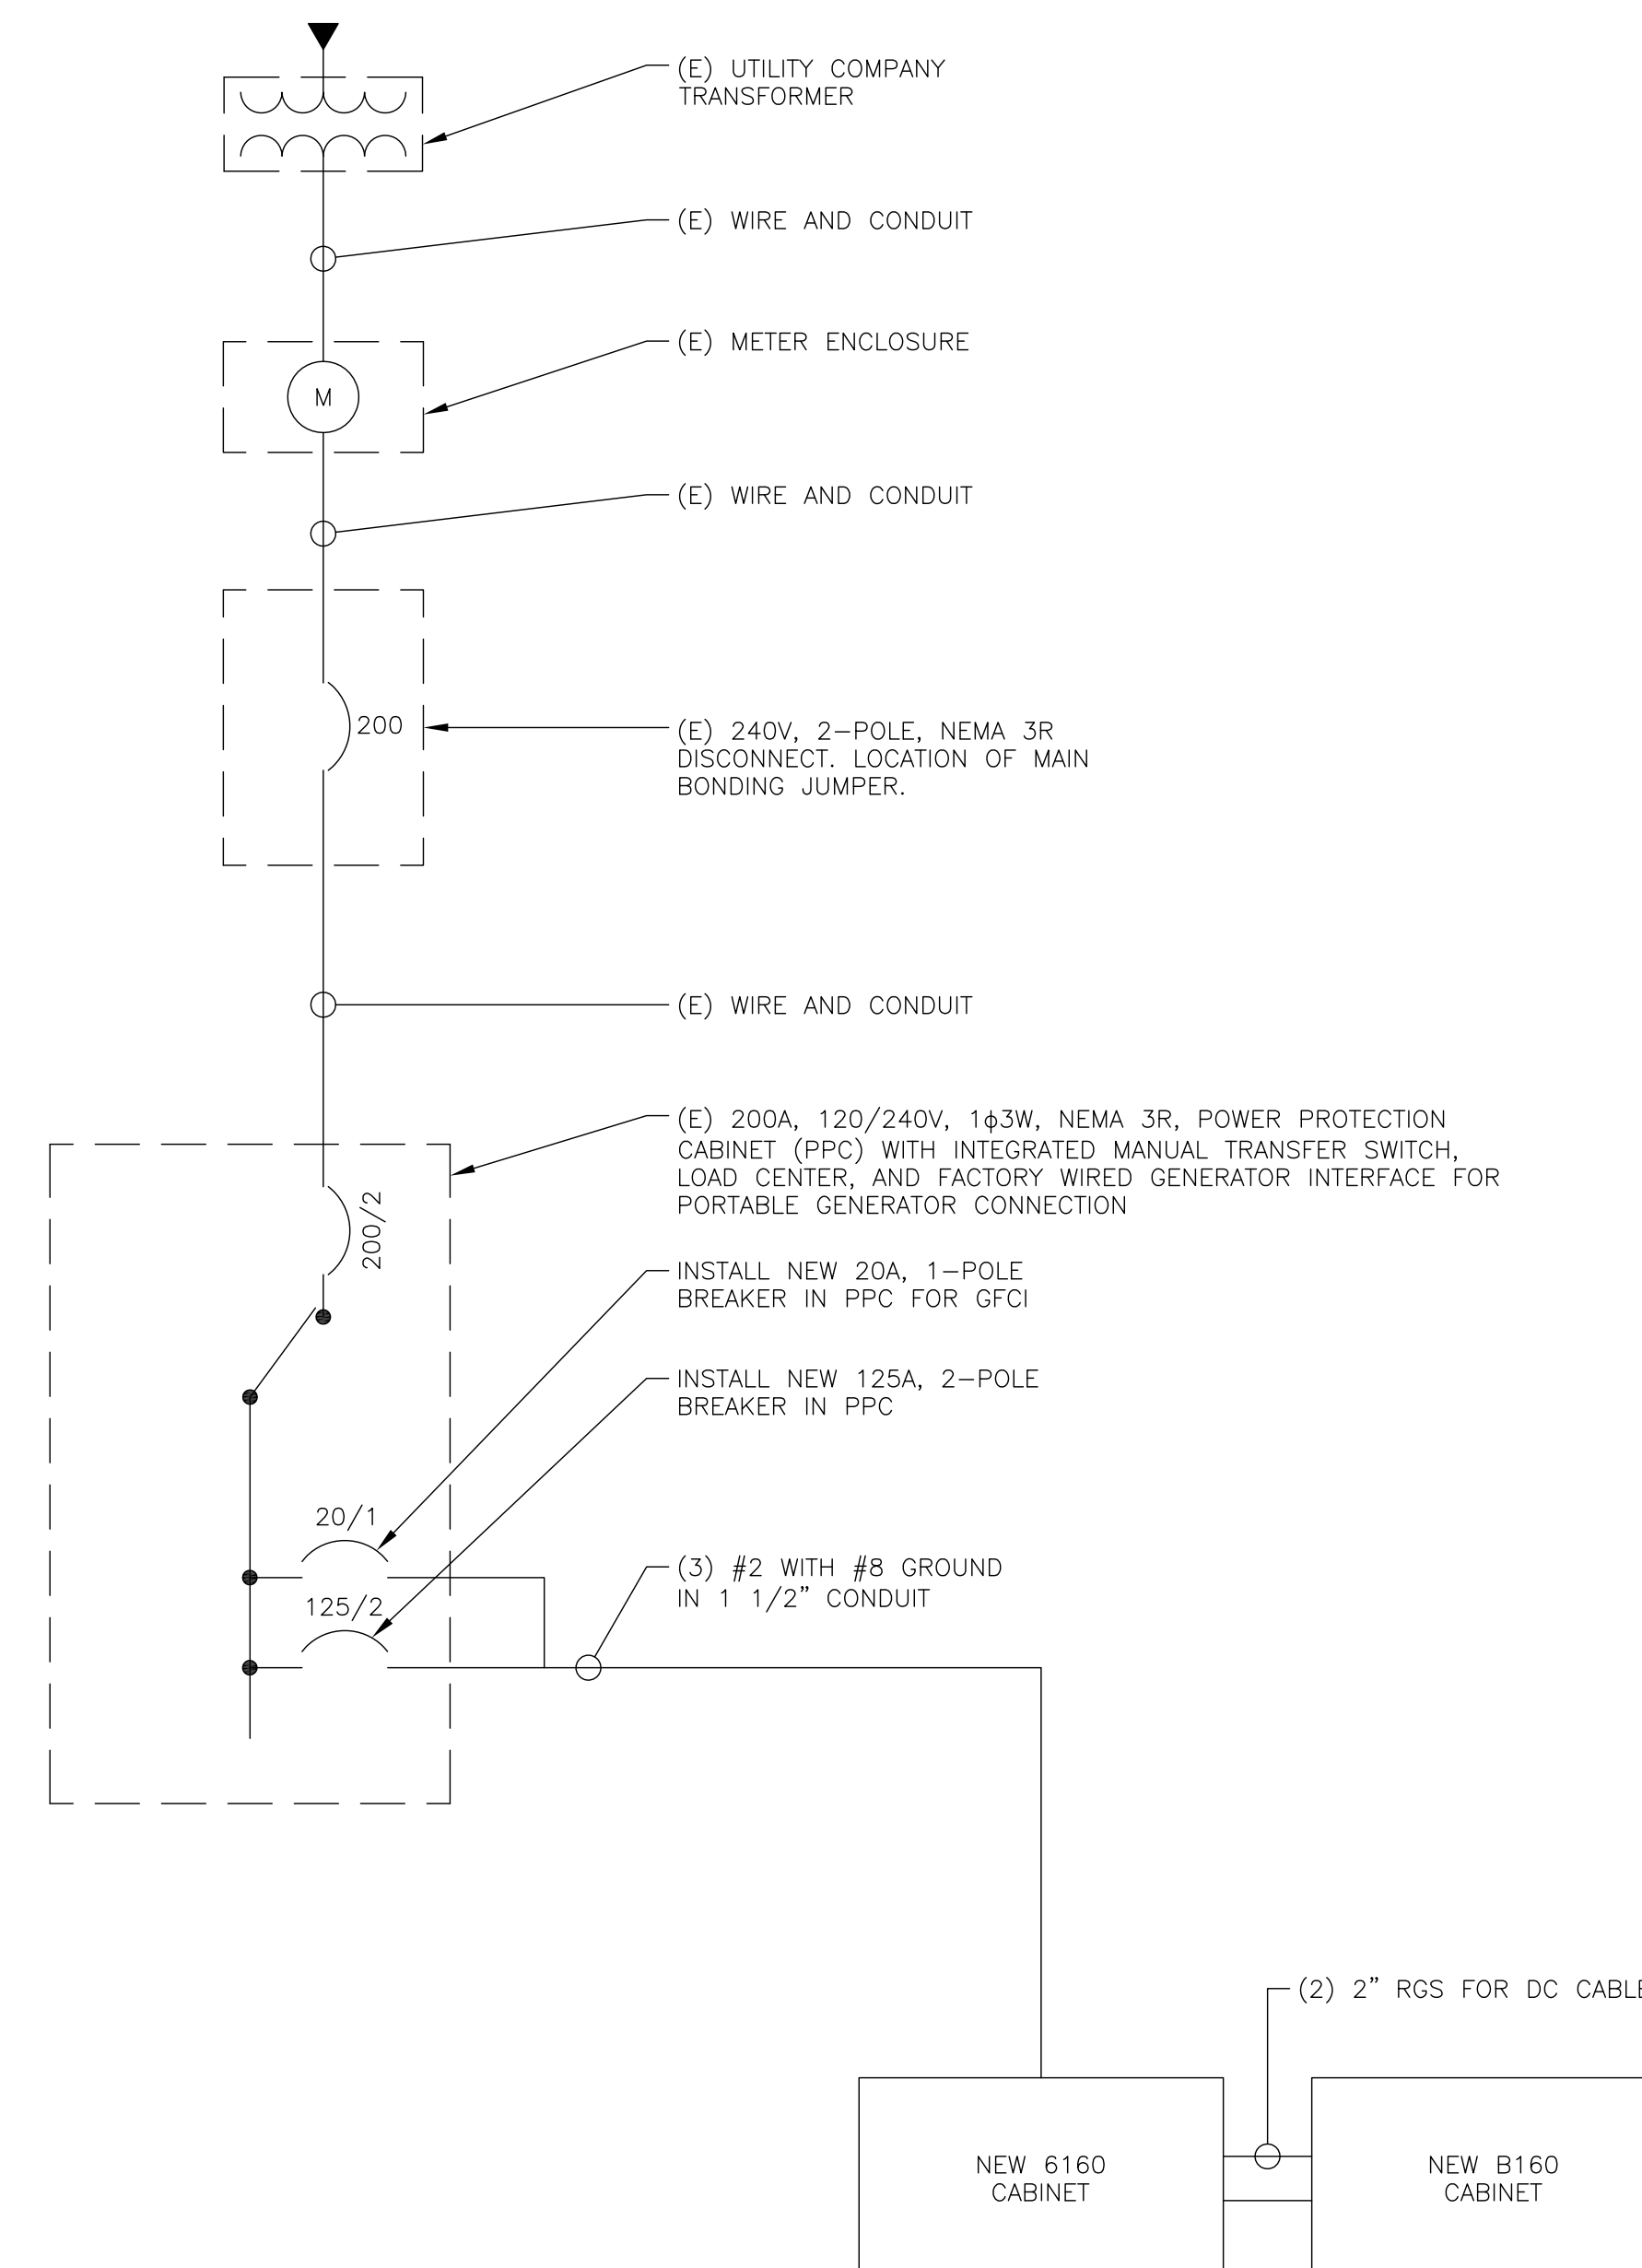 (E) UTILITY COMPANY
TRANSFORMER
(E) WIRE AND CONDUIT
(E) METER ENCLOSURE
M
(E) WIRE AND CONDUIT
200
(E) 240V, 2-POLE, NEMA 3R
DISCONNECT. LOCATION OF MAIN
BONDING JUMPER.
(E) WIRE AND CONDUIT
(E) 200A, 120/240V, 1ϕ3W, NEMA 3R, POWER PROTECTION
CABINET (PPC) WITH INTEGRATED MANUAL TRANSFER SWITCH,
LOAD CENTER, AND FACTORY WIRED GENERATOR INTERFACE FOR
PORTABLE GENERATOR CONNECTION
200/2
INSTALL NEW 20A, 1-POLE
BREAKER IN PPC FOR GFCI
INSTALL NEW 125A, 2-POLE
BREAKER IN PPC
20/1
125/2
(3) #2 WITH #8 GROUND
IN 1 1/2" CONDUIT
(2) 2" RGS FOR DC CABLE
NEW 6160
CABINET
NEW B160
CABINET